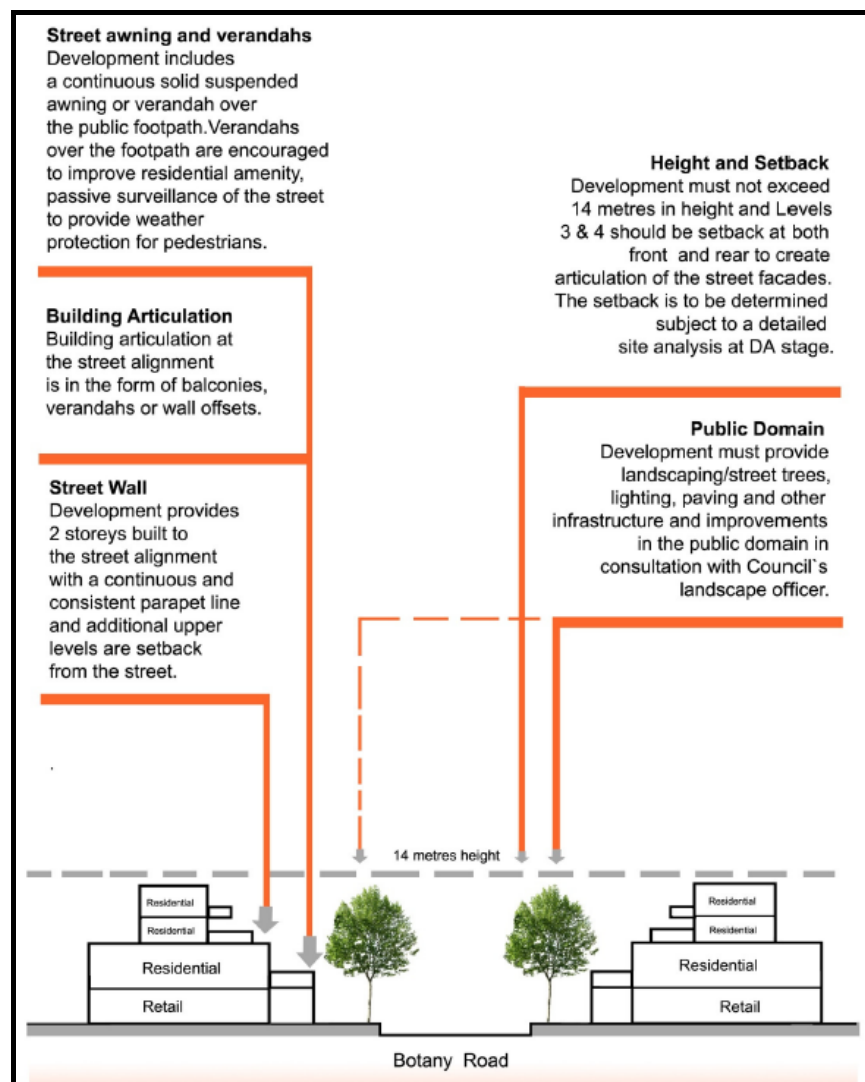 Street awning and verandahs
Development includes
a continuous solid suspended
awning or verandah over
the public footpath.Verandahs
over the footpath are encouraged
to improve residential amenity,
passive surveillance of the street
to provide weather
protection for pedestrians.
Building Articulation
Building articulation at
the street alignment
is in the form of balconies,
verandahs or wall offsets.
Street Wall
Development provides
2 storeys built to
the street alignment
with a continuous and
consistent parapet line
and additional upper
levels are setback
from the street.
Height and Setback
Development must not exceed
14 metres in height and Levels
3 & 4 should be setback at both
front and rear to create
articulation of the street facades.
The setback is to be determined
subject to a detailed
site analysis at DA stage.
Public Domain
Development must provide
landscaping/street trees,
lighting, paving and other
infrastructure and improvements
in the public domain in
consultation with Council`s
landscape officer.
14 metres height
Residential
Residential
Residential
Retail
Residential
Residential
Residential
Retail
Botany Road